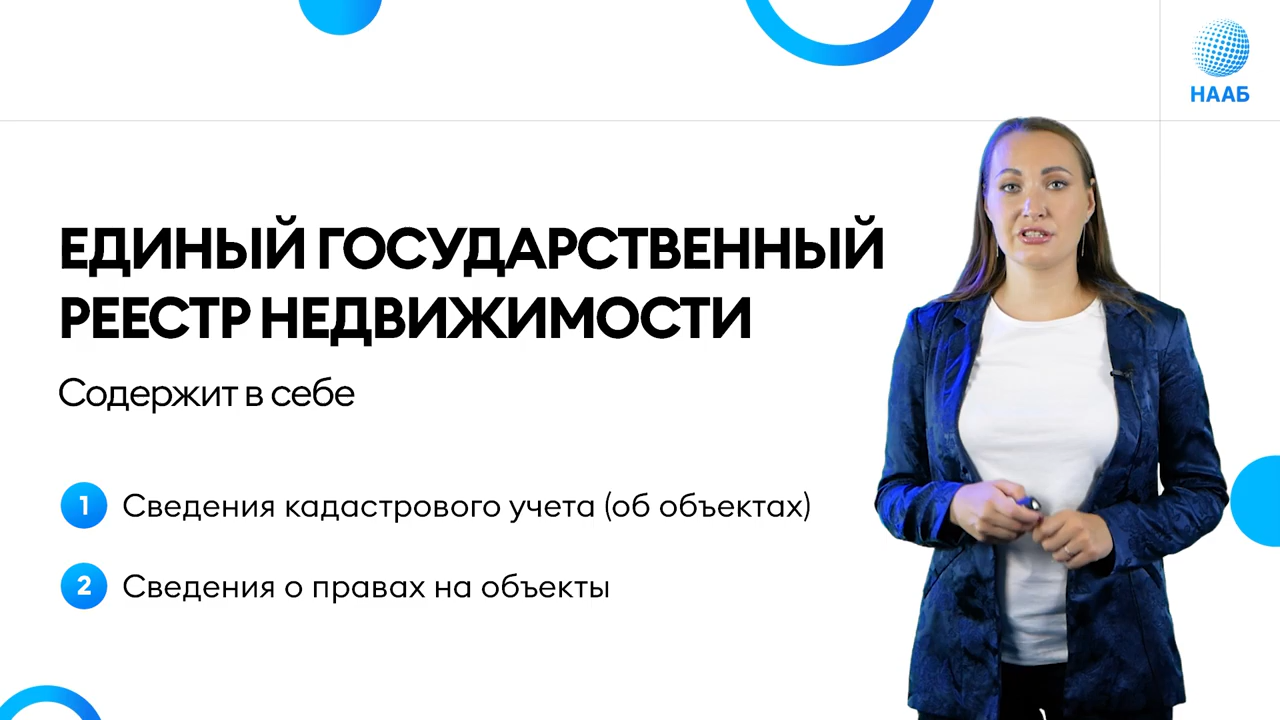 НААБ
ЕДИНЫЙ ГОСУДАРСТВЕННЫЙ
РЕЕСТР НЕДВИЖИМОСТИ
Содержит в себе
1 Сведения кадастрового учета (об объектах)
2 Сведения о правах на объекты